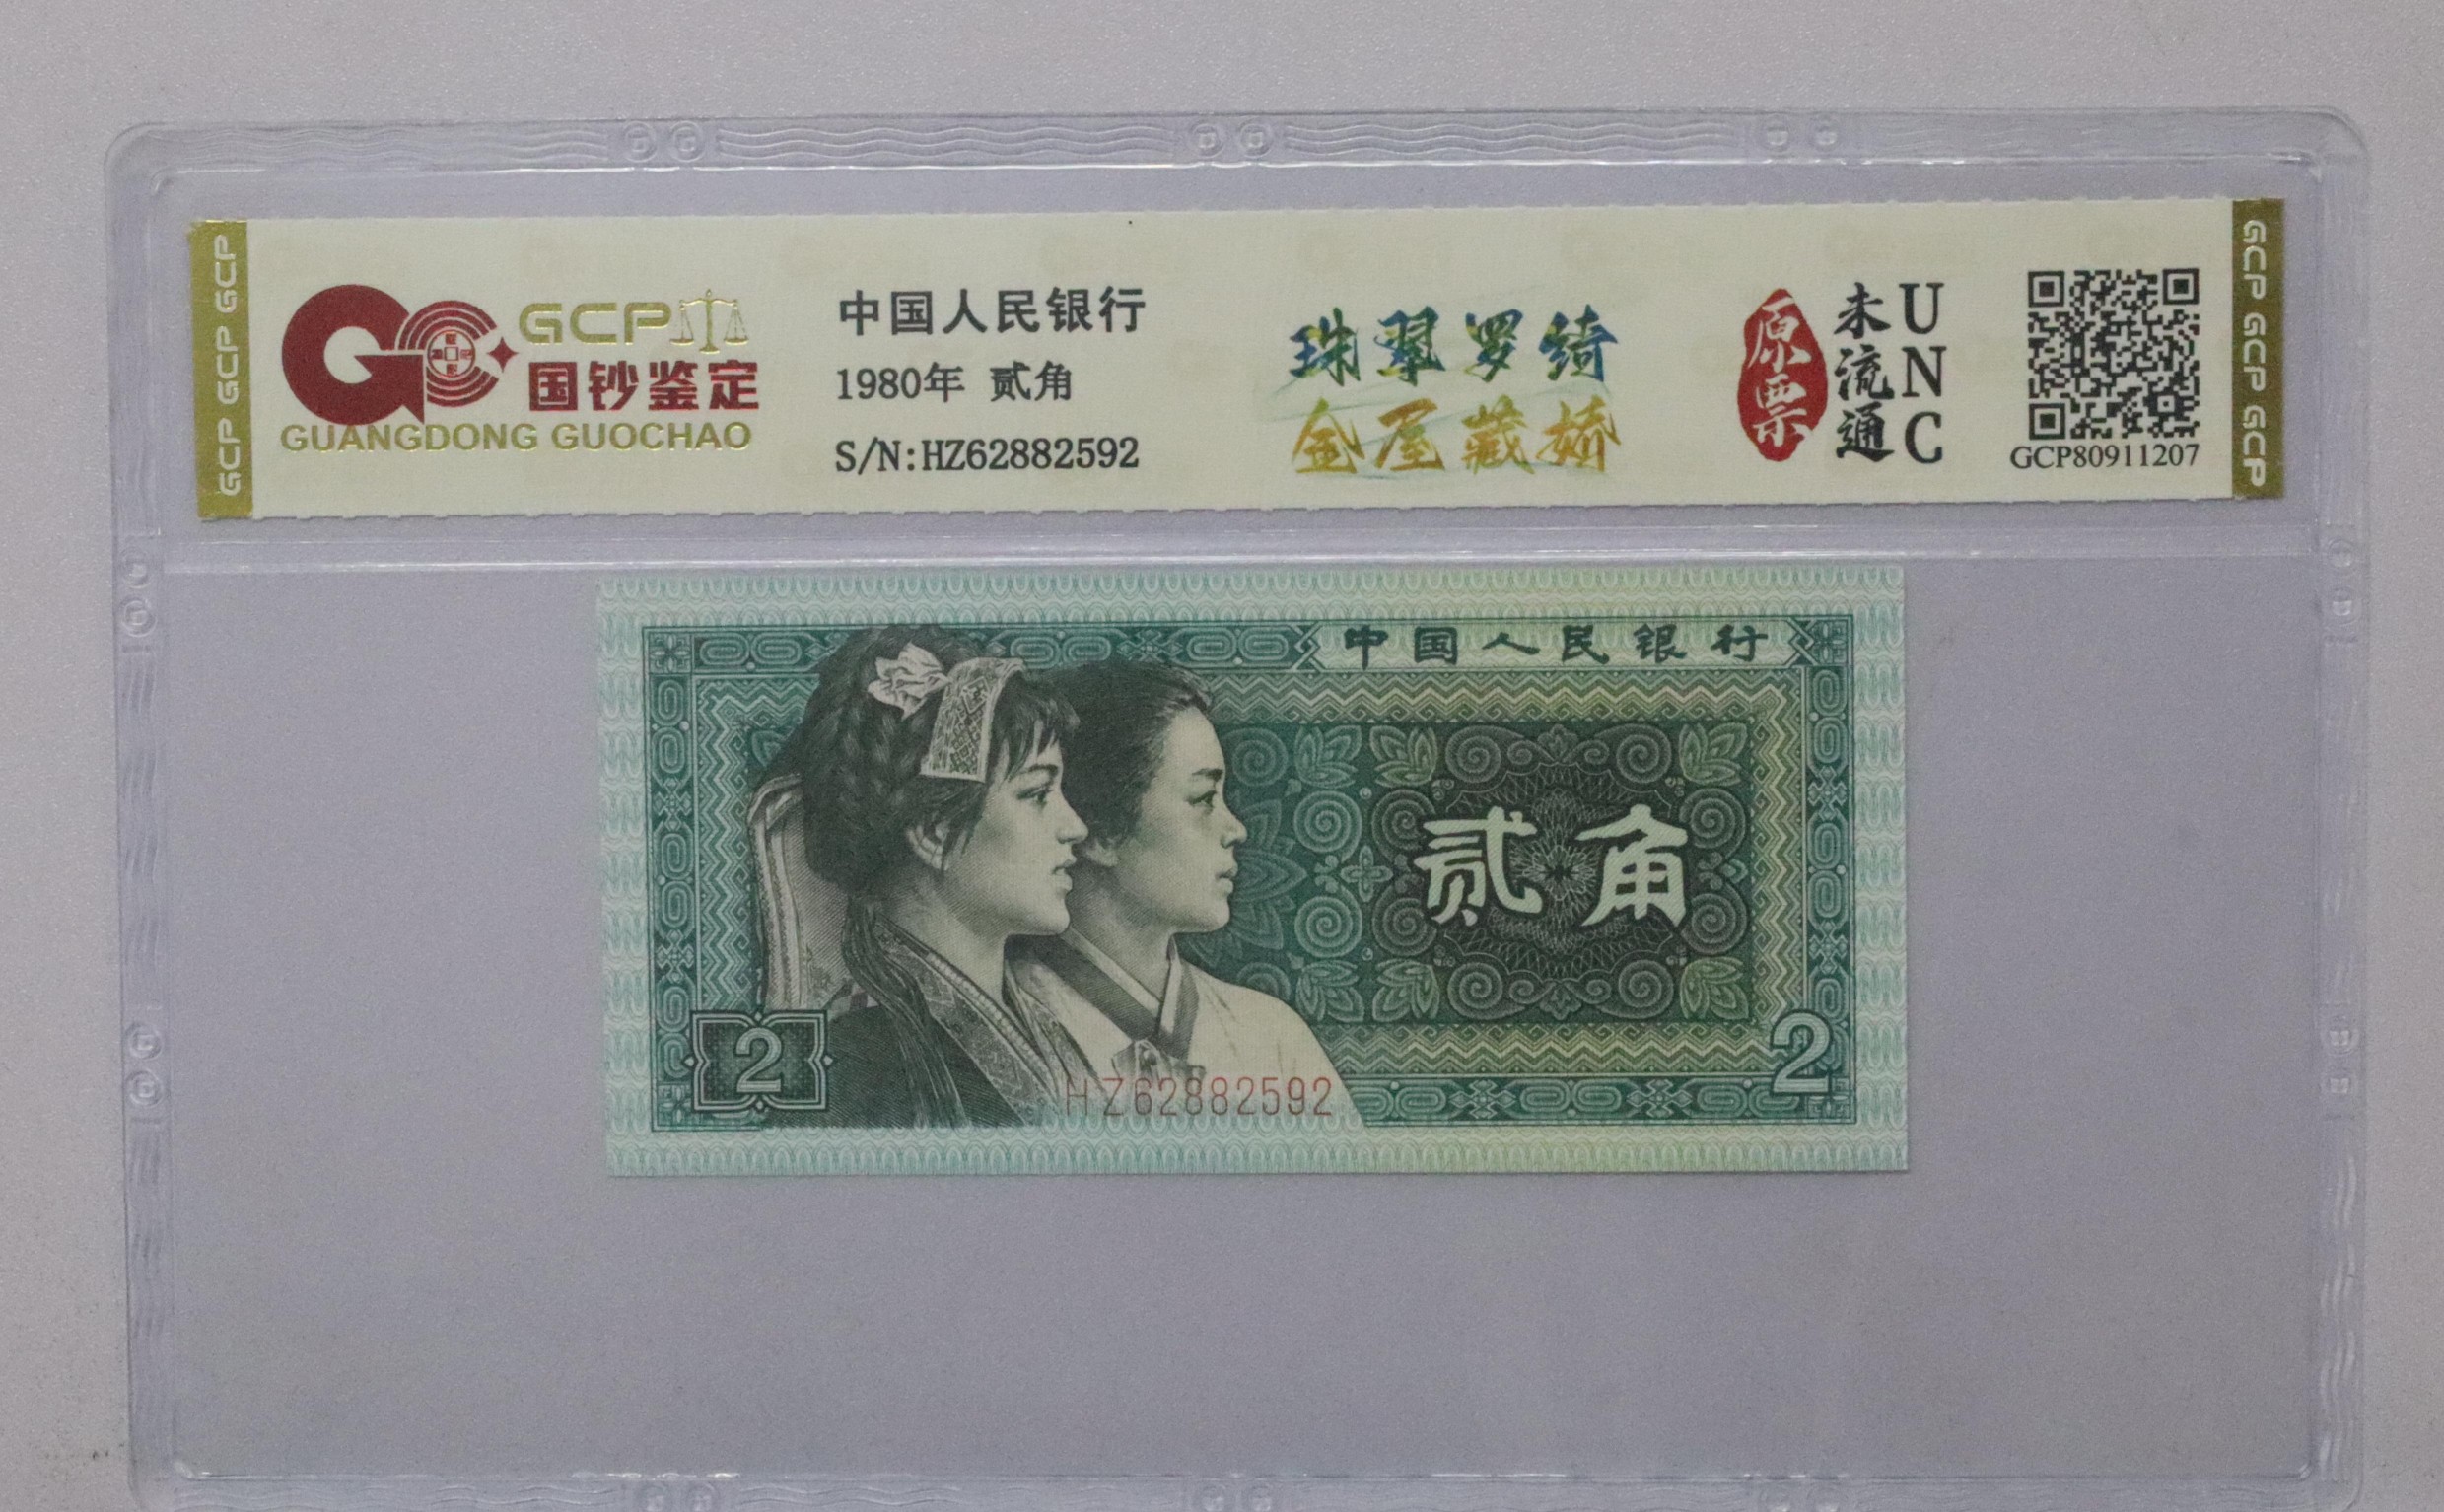 GCP GCP GCP
GCP
国钞鉴定
GUANGDONG GUOCHAO
中国人民银行
1980年 贰角
S/N:HZ62882592
珠翠罗绮
金屋藏娇
原票
未流通
UNC
GCP80911207
GCP GCP GCP
中国人民银行
贰角
2
HZ62882592
2